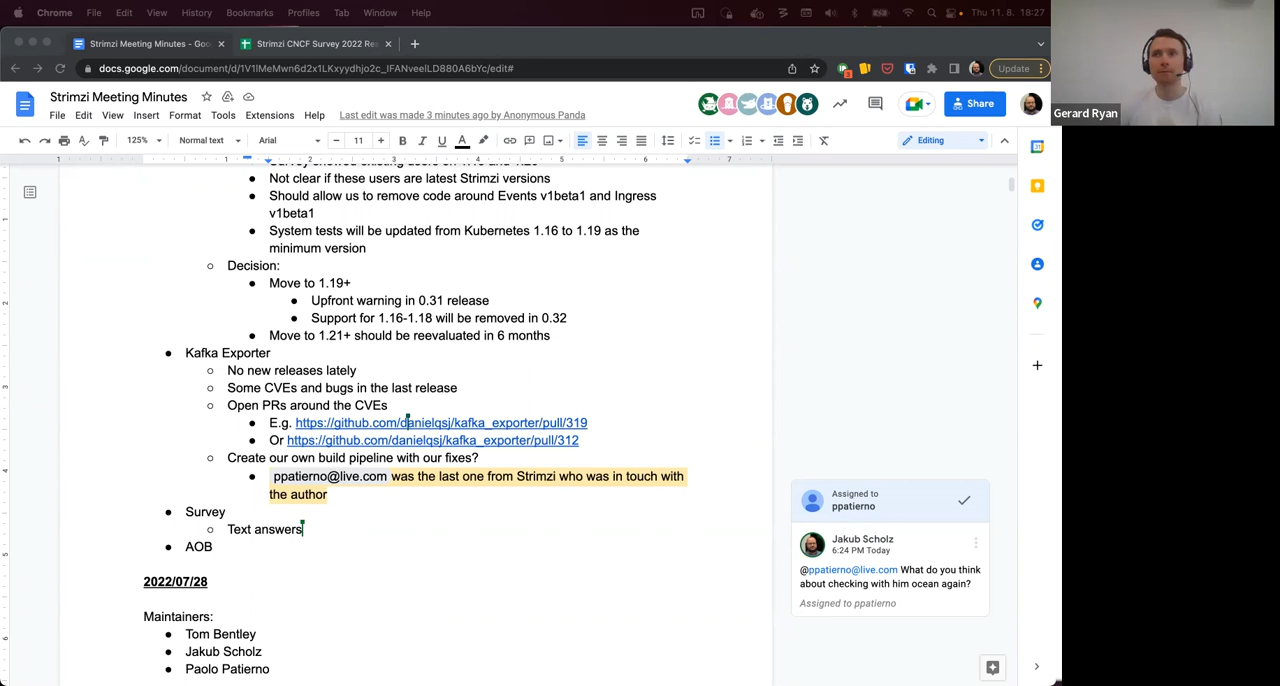 Chrome File Edit View History Bookmarks Profiles Tab Window Help Thu 11. 8. 18:27
Strimzi Meeting Minutes - Goo
Strimzi CNCF Survey 2022 Re
docs.google.com/document/d/1V1lMeMwn6d2x1LKxyydhjo2c_IFANveelLD880A6bYc/edit#
Update
Strimzi Meeting Minutes
File Edit View Insert Format Tools Extensions Help
Last edit was made 3 minutes ago by Anonymous Panda
Share
Gerard Ryan
125% Normal text Arial 11 Editing
1 1 2 3 4 5 6 7
Not clear if these users are latest Strimzi versions
Should allow us to remove code around Events v1beta1 and Ingress
v1beta1
System tests will be updated from Kubernetes 1.16 to 1.19 as the
minimum version
Decision:
Move to 1.19+
Upfront warning in 0.31 release
Support for 1.16-1.18 will be removed in 0.32
Move to 1.21+ should be reevaluated in 6 months
Kafka Exporter
No new releases lately
Some CVEs and bugs in the last release
Open PRs around the CVEs
E.g. https://github.com/danielqsj/kafka_exporter/pull/319
Or https://github.com/danielqsj/kafka_exporter/pull/312
Create our own build pipeline with our fixes?
ppatierno@live.com was the last one from Strimzi who was in touch with
the author
Survey
Text answers
AOB
2022/07/28
Maintainers:
Tom Bentley
Jakub Scholz
Paolo Patierno
Assigned to
ppatierno
Jakub Scholz
6:24 PM Today
@ppatierno@live.com What do you think
about checking with him ocean again?
Assigned to ppatierno